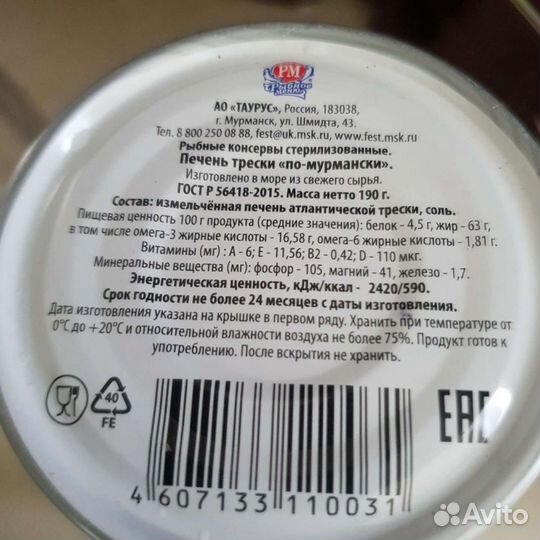 РМ
Рыбное
меню
АО «ТАУРУС», Россия, 183038,
г. Мурманск, ул. Шмидта, 43.
Тел. 8 800 250 08 88, fest@uk.msk.ru, www.fest.msk.ru
Рыбные консервы стерилизованные.
Печень трески «по-мурмански».
Изготовлено в море из свежего сырья.
ГОСТ Р 56418-2015. Масса нетто 190 г.
Состав: измельчённая печень атлантической трески, соль.
Пищевая ценность 100 г продукта (средние значения): белок - 4,5 г, жир - 63 г,
в том числе омега-3 жирные кислоты - 16,58 г, омега-6 жирные кислоты - 1,81 г.
Витамины (мг) : А - 6; Е - 11,56; В2 - 0,42; D - 110 мкг.
Минеральные вещества (мг): фосфор - 105, магний - 41, железо - 1,7.
Энергетическая ценность, кДж/ккал - 2420/590.
Срок годности не более 24 месяцев с даты изготовления.
Дата изготовления указана на крышке в первом ряду. Хранить при температуре от
0°С до +20°С и относительной влажности воздуха не более 75%. Продукт готов к
употреблению. После вскрытия не хранить.
40
FE
EAC
4 607133 110031
Avito